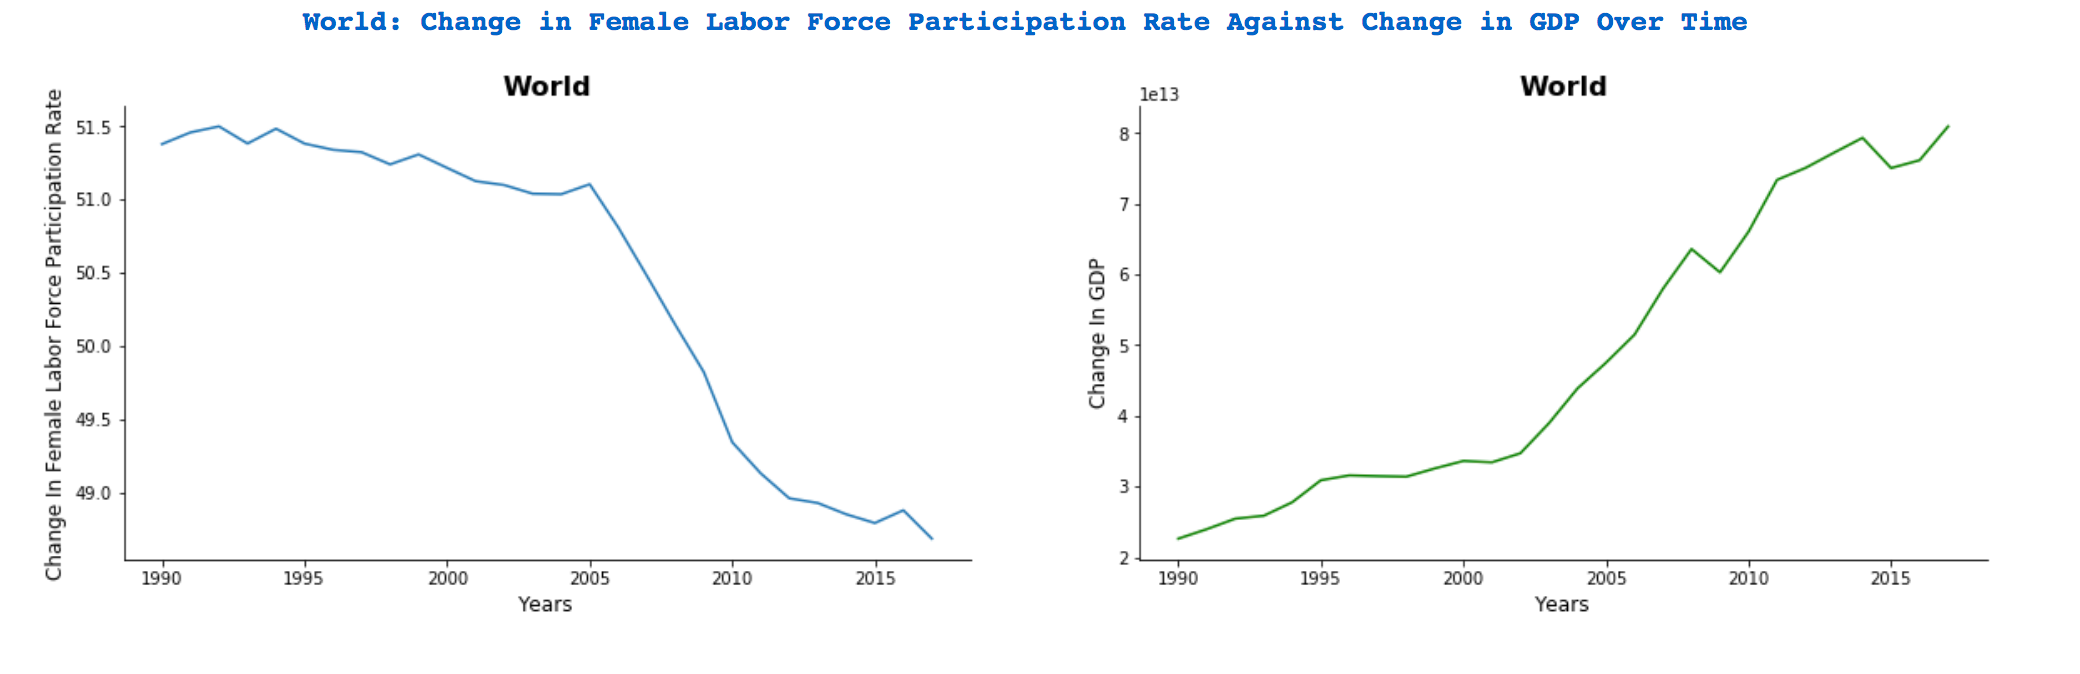 World: Change in Female Labor Force Participation Rate Against Change in GDP Over Time
World
Change In Female Labor Force Participation Rate
51.5
51.0
50.5
50.0
49.5
49.0
1990 1995 2000 2005 2010 2015
Years
World
1e13
Change In GDP
8
7
6
5
4
3
2
1990 1995 2000 2005 2010 2015
Years